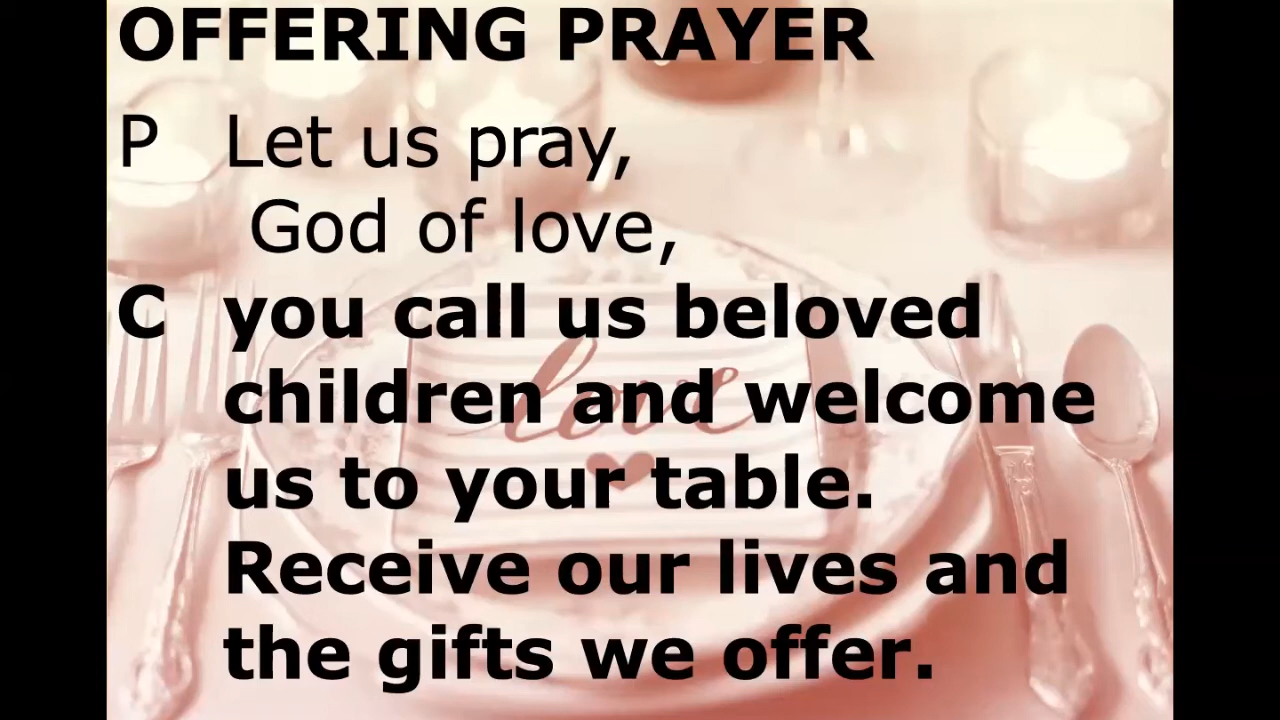 OFFERING PRAYER
P Let us pray,
God of love,
C you call us beloved
children and welcome
us to your table.
Receive our lives and
the gifts we offer.
love